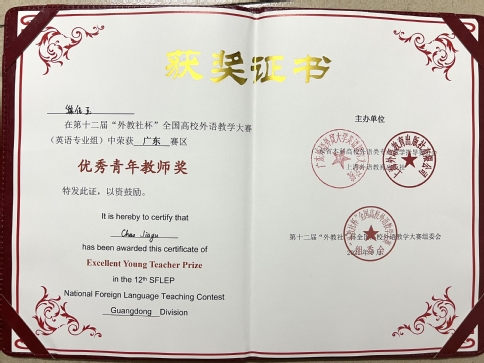 获奖证书
在第十二届“外教社杯”全国高校外语教学大赛
（英语专业组）中荣获 广东 赛区
优秀青年教师奖
特发此证，以资鼓励。
It is hereby to certify that
Chao Jiayu
has been awarded this certificate of
Excellent Young Teacher Prize
in the 12th SFLEP
National Foreign Language Teaching Contest
Guangdong Division
主办单位
第十二届“外教社杯”全国高校外语教学大赛组委会